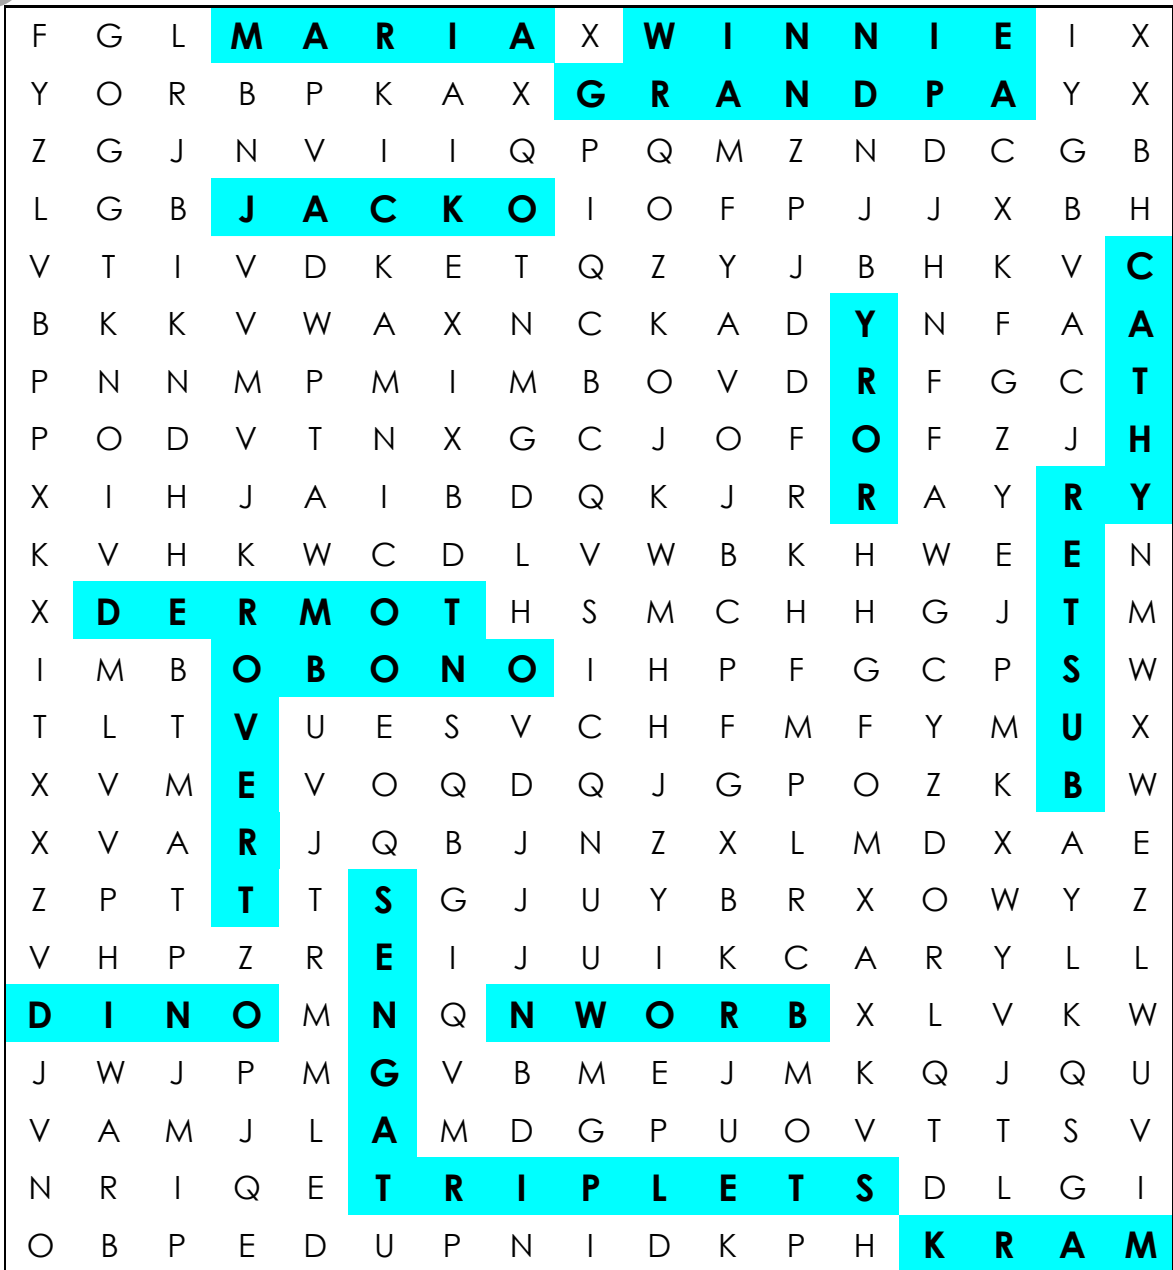 F G L M A R I A X W I N N I E I X
Y O R B P K A X G R A N D P A Y X
Z G J N V I I Q P Q M Z N D C G B
L G B J A C K O I O F P J J X B H
V T I V D K E T Q Z Y J B H K V C
B K K V W A X N C K A D Y N F A A
P N N M P M I M B O V D R F G C T
P O D V T N X G C J O F O F Z J H
X I H J A I B D Q K J R R A Y R Y
K V H K W C D L V W B K H W E E N
X D E R M O T H S M C H H G J T M
I M B O B O N O I H P F G C P S W
T L T V U E S V C H F M F Y M U X
X V M E V O Q D Q J G P O Z K B W
X V A R J Q B J N Z X L M D X A E
Z P T T T S G J U Y B R X O W Y Z
V H P Z R E I J U I K C A R Y L L
D I N O M N Q N W O R B X L V K W
J W J P M G V B M E J M K Q J Q U
V A M J L A M D G P U O V T T S V
N R I Q E T R I P L E T S D L G I
O B P E D U P N I D K P H K R A M